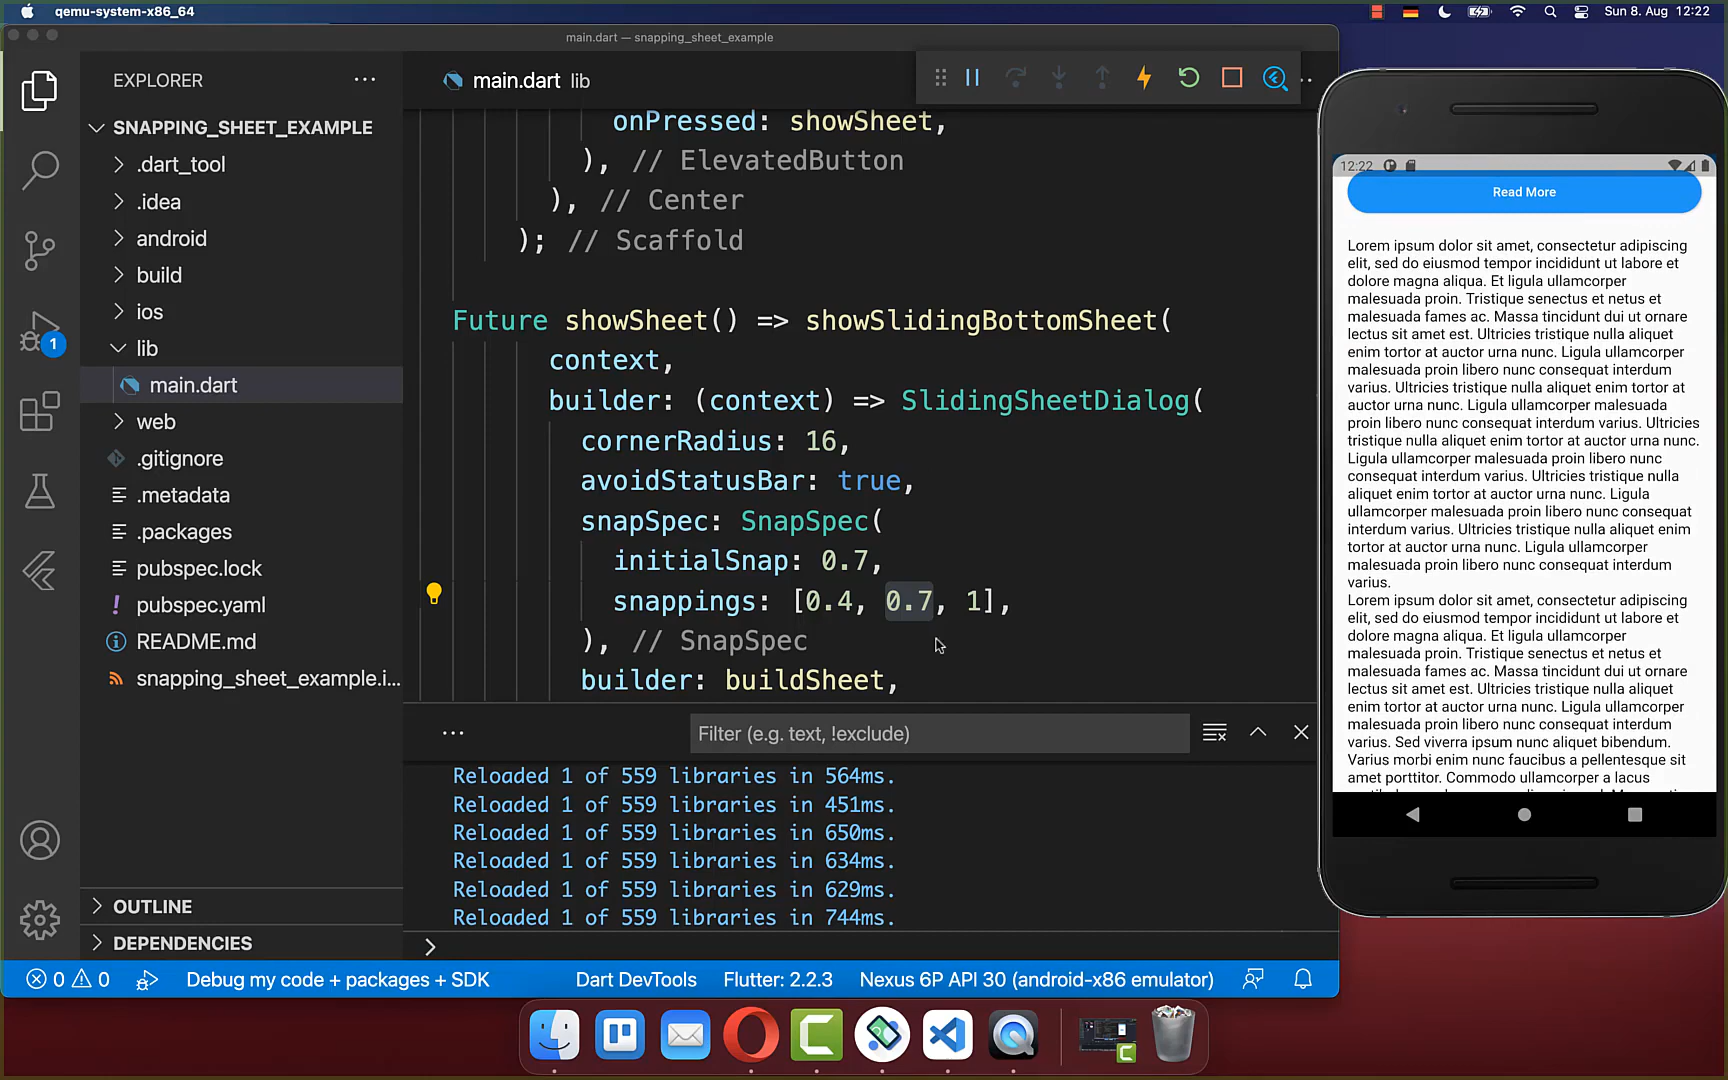 qemu-system-x86_64
Sun 8. Aug 12:22
main.dart — snapping_sheet_example
EXPLORER
SNAPPING_SHEET_EXAMPLE
.dart_tool
.idea
android
build
ios
lib
main.dart
web
.gitignore
.metadata
.packages
pubspec.lock
pubspec.yaml
README.md
snapping_sheet_example.i...
OUTLINE
DEPENDENCIES
1
main.dart lib
onPressed: showSheet,
), // ElevatedButton
), // Center
); // Scaffold
Future showSheet() => showSlidingBottomSheet(
context,
builder: (context) => SlidingSheetDialog(
cornerRadius: 16,
avoidStatusBar: true,
snapSpec: SnapSpec(
initialSnap: 0.7,
snappings: [0.4, 0.7, 1],
), // SnapSpec
builder: buildSheet,
Filter (e.g. text, !exclude)
Reloaded 1 of 559 libraries in 564ms.
Reloaded 1 of 559 libraries in 451ms.
Reloaded 1 of 559 libraries in 650ms.
Reloaded 1 of 559 libraries in 634ms.
Reloaded 1 of 559 libraries in 629ms.
Reloaded 1 of 559 libraries in 744ms.
0 0 Debug my code + packages + SDK Dart DevTools Flutter: 2.2.3 Nexus 6P API 30 (android-x86 emulator)
12:22
Read More
Lorem ipsum dolor sit amet, consectetur adipiscing
elit, sed do eiusmod tempor incididunt ut labore et
dolore magna aliqua. Et ligula ullamcorper
malesuada proin. Tristique senectus et netus et
malesuada fames ac. Massa tincidunt dui ut ornare
lectus sit amet est. Ultricies tristique nulla aliquet
enim tortor at auctor urna nunc. Ligula ullamcorper
malesuada proin libero nunc consequat interdum
varius. Ultricies tristique nulla aliquet enim tortor at
auctor urna nunc. Ligula ullamcorper malesuada
proin libero nunc consequat interdum varius. Ultricies
tristique nulla aliquet enim tortor at auctor urna nunc.
Ligula ullamcorper malesuada proin libero nunc
consequat interdum varius. Ultricies tristique nulla
aliquet enim tortor at auctor urna nunc. Ligula
ullamcorper malesuada proin libero nunc consequat
interdum varius. Ultricies tristique nulla aliquet enim
tortor at auctor urna nunc. Ligula ullamcorper
malesuada proin libero nunc consequat interdum
varius.
Lorem ipsum dolor sit amet, consectetur adipiscing
elit, sed do eiusmod tempor incididunt ut labore et
dolore magna aliqua. Et ligula ullamcorper
malesuada proin. Tristique senectus et netus et
malesuada fames ac. Massa tincidunt dui ut ornare
lectus sit amet est. Ultricies tristique nulla aliquet
enim tortor at auctor urna nunc. Ligula ullamcorper
malesuada proin libero nunc consequat interdum
varius. Sed viverra ipsum nunc aliquet bibendum.
Varius morbi enim nunc faucibus a pellentesque sit
amet porttitor. Commodo ullamcorper a lacus